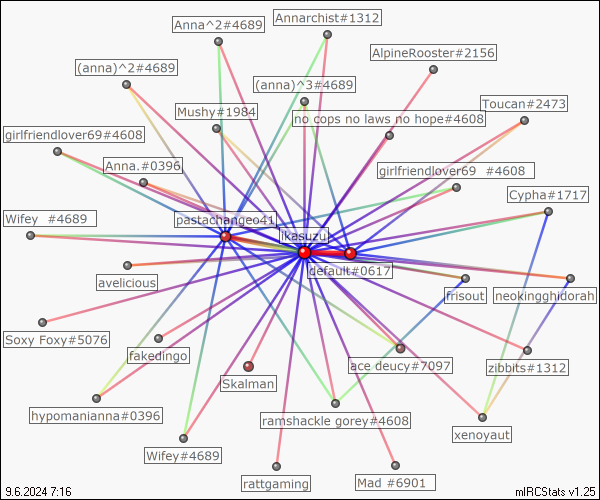 Annarchist#1312
Anna^2#4689
AlpineRooster#2156
(anna)^2#4689
(anna)^3#4689
Toucan#2473
Mushy#1984
no cops no laws no hope#4608
girlfriendlover69#4608
Anna.#0396
girlfriendlover69 #4608
Cypha#1717
Wifey #4689
pastachangeo41
ikasuzu
default#0617
avelicious
frisout
neokingghidorah
Soxy Foxy#5076
fakedingo
ace deucy#7097
zibbits#1312
Skalman
hypomanianna#0396
ramshackle gorey#4608
xenoyaut
Wifey#4689
rattgaming
Mad #6901
9.6.2024 7:16
mIRCStats v1.25